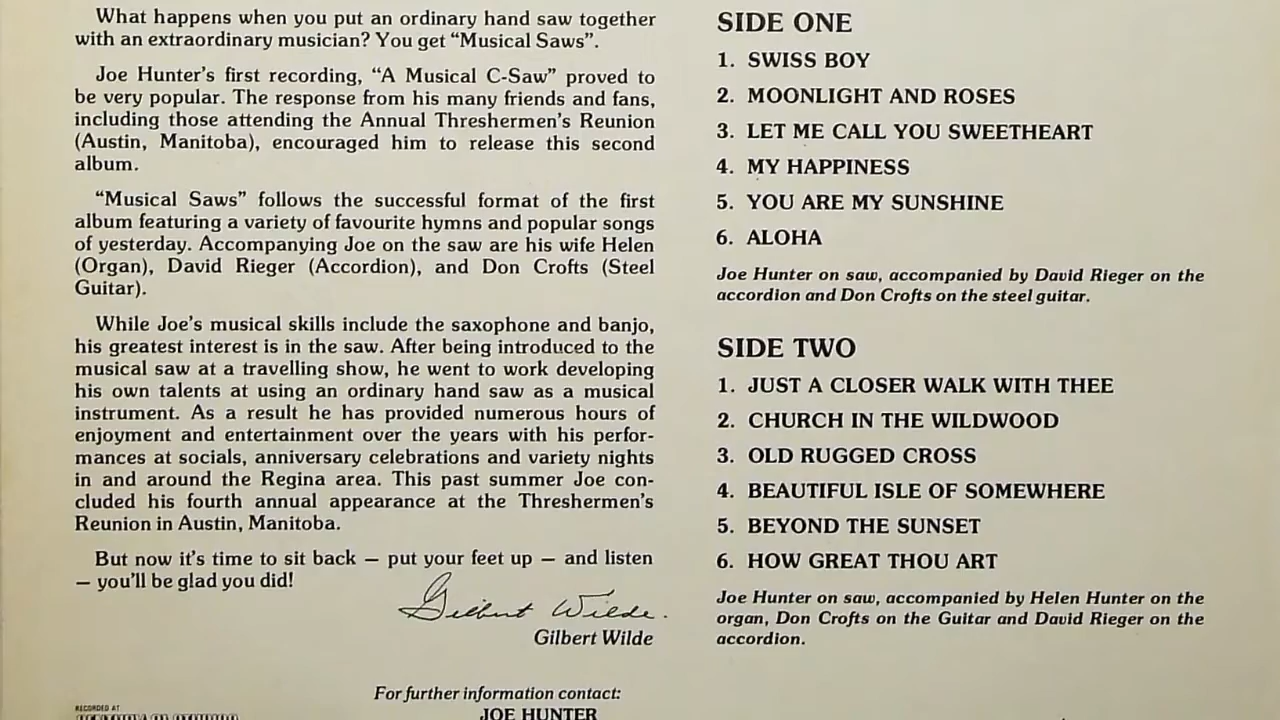 What happens when you put an ordinary hand saw together
with an extraordinary musician? You get “Musical Saws”.
Joe Hunter’s first recording, “A Musical C-Saw” proved to
be very popular. The response from his many friends and fans,
including those attending the Annual Threshermen’s Reunion
(Austin, Manitoba), encouraged him to release this second
album.
“Musical Saws” follows the successful format of the first
album featuring a variety of favourite hymns and popular songs
of yesterday. Accompanying Joe on the saw are his wife Helen
(Organ), David Rieger (Accordion), and Don Crofts (Steel
Guitar).
While Joe’s musical skills include the saxophone and banjo,
his greatest interest is in the saw. After being introduced to the
musical saw at a travelling show, he went to work developing
his own talents at using an ordinary hand saw as a musical
instrument. As a result he has provided numerous hours of
enjoyment and entertainment over the years with his perfor-
mances at socials, anniversary celebrations and variety nights
in and around the Regina area. This past summer Joe con-
cluded his fourth annual appearance at the Threshermen’s
Reunion in Austin, Manitoba.
But now it’s time to sit back — put your feet up — and listen
— you’ll be glad you did!
Gilbert Wilde.
Gilbert Wilde
For further information contact:
JOE HUNTER
RECORDED AT
SIDE ONE
1. SWISS BOY
2. MOONLIGHT AND ROSES
3. LET ME CALL YOU SWEETHEART
4. MY HAPPINESS
5. YOU ARE MY SUNSHINE
6. ALOHA
Joe Hunter on saw, accompanied by David Rieger on the
accordion and Don Crofts on the steel guitar.
SIDE TWO
1. JUST A CLOSER WALK WITH THEE
2. CHURCH IN THE WILDWOOD
3. OLD RUGGED CROSS
4. BEAUTIFUL ISLE OF SOMEWHERE
5. BEYOND THE SUNSET
6. HOW GREAT THOU ART
Joe Hunter on saw, accompanied by Helen Hunter on the
organ, Don Crofts on the Guitar and David Rieger on the
accordion.